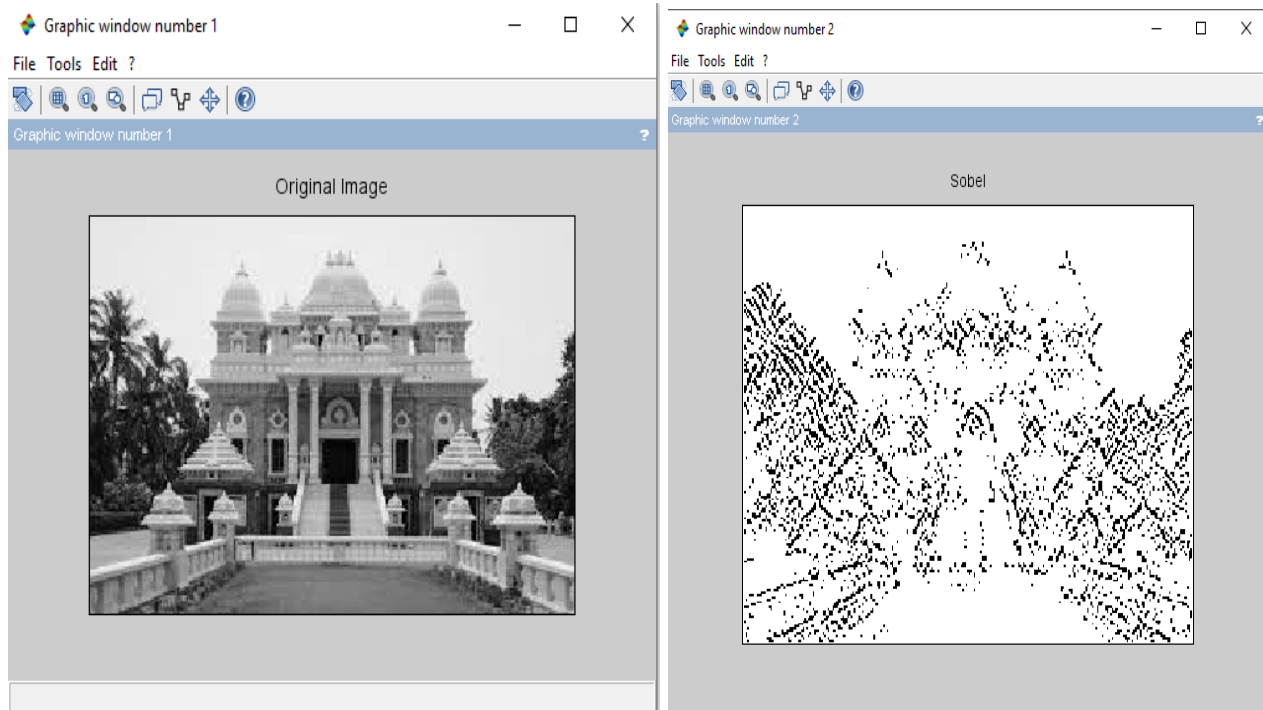 Graphic window number 1
File Tools Edit ?
Graphic window number 1 ?
Original Image
Graphic window number 2
File Tools Edit ?
Graphic window number 2 ?
Sobel